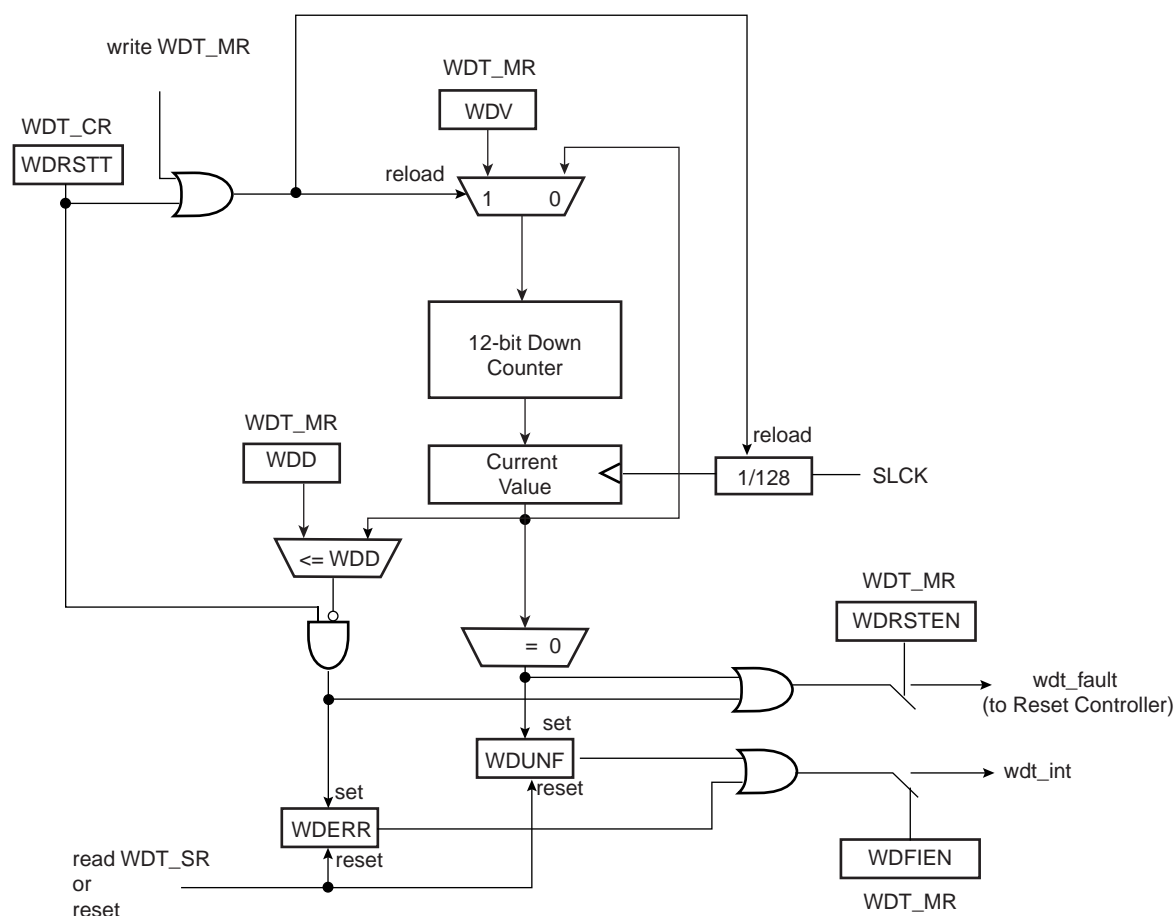 write WDT_MR
WDT_MR
WDV
WDT_CR
WDRSTT
reload
1 0
12-bit Down
Counter
WDT_MR
WDD
reload
Current
Value
1/128
SLCK
<= WDD
WDT_MR
WDRSTEN
= 0
wdt_fault
(to Reset Controller)
set
WDUNF
reset
wdt_int
set
WDERR
reset
WDFIEN
WDT_MR
read WDT_SR
or
reset